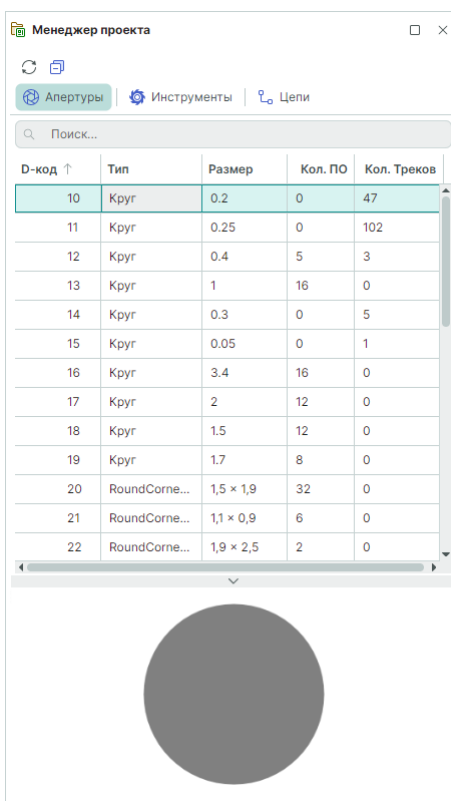 Менеджер проекта
Апертуры Инструменты Цепи
Поиск...
D-код Тип Размер Кол. ПО Кол. Треков
10 Круг 0.2 0 47
11 Круг 0.25 0 102
12 Круг 0.4 5 3
13 Круг 1 16 0
14 Круг 0.3 0 5
15 Круг 0.05 0 1
16 Круг 3.4 16 0
17 Круг 2 12 0
18 Круг 1.5 12 0
19 Круг 1.7 8 0
20 RoundCorne... 1,5 × 1,9 32 0
21 RoundCorne... 1,1 × 0,9 6 0
22 RoundCorne... 1,9 × 2,5 2 0